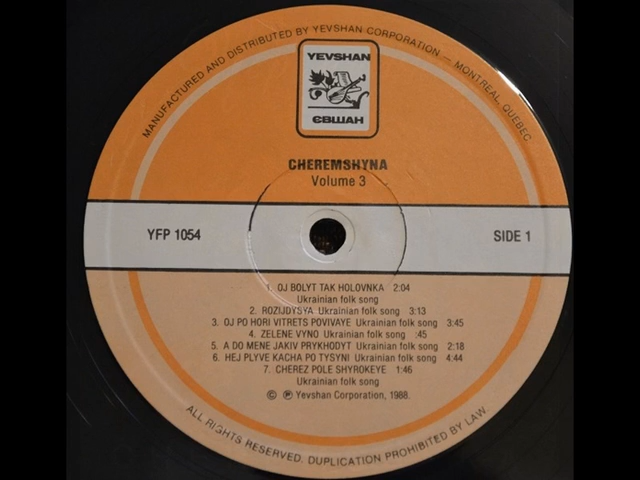 MANUFACTURED AND DISTRIBUTED BY YEVSHAN CORPORATION – MONTREAL, QUEBEC
YEVSHAN
ЄВШАН
CHEREMSHYNA
Volume 3
YFP 1054
SIDE 1
1. OJ BOLYT TAK HOLOVNKA 2:04
Ukrainian folk song
2. ROZIJDYSYA Ukrainian folk song 3:13
3. OJ PO HORI VITRETS POVIVAYE Ukrainian folk song 3:45
4. ZELENE VYNO Ukrainian folk song :45
5. A DO MENE JAKIV PRYKHODYT Ukrainian folk song 2:18
6. HEJ PLYVE KACHA PO TYSYNI Ukrainian folk song 4:44
7. CHEREZ POLE SHYROKEYE 1:46
Ukrainian folk song
© ℗ Yevshan Corporation, 1988.
ALL RIGHTS RESERVED. DUPLICATION PROHIBITED BY LAW